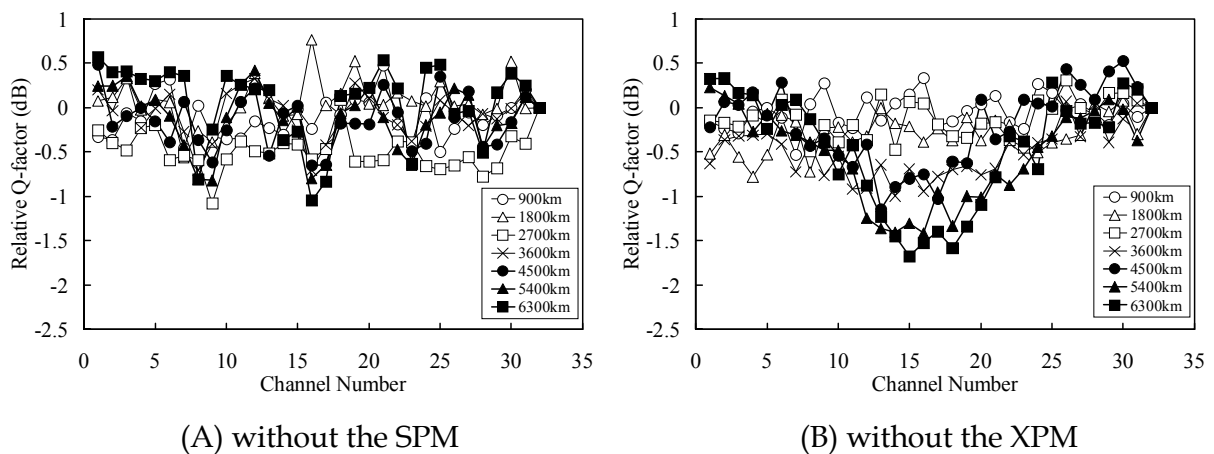 1
0.5
0
-0.5
-1
-1.5
-2
-2.5
Relative Q-factor (dB)
900km
1800km
2700km
3600km
4500km
5400km
6300km
0 5 10 15 20 25 30 35
Channel Number
(A) without the SPM
1
0.5
0
-0.5
-1
-1.5
-2
-2.5
Relative Q-factor (dB)
900km
1800km
2700km
3600km
4500km
5400km
6300km
0 5 10 15 20 25 30 35
Channel Number
(B) without the XPM